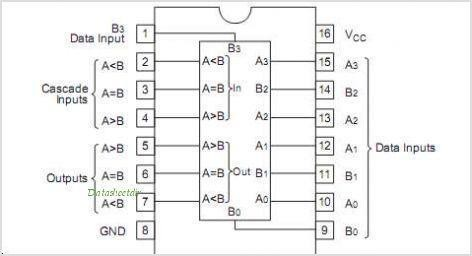 B3
Data Input
1
16
VCC
B3
A<B
2
A<B
A3
15
A3
Cascade
Inputs
A=B
3
A=B
In
B2
14
B2
A>B
4
A>B
A2
13
A2
A>B
5
A>B
A1
12
A1
Data Inputs
Outputs
A=B
6
A=B
Out
B1
11
B1
Datasheetdir
A<B
7
A<B
A0
10
A0
B0
GND
8
9
B0